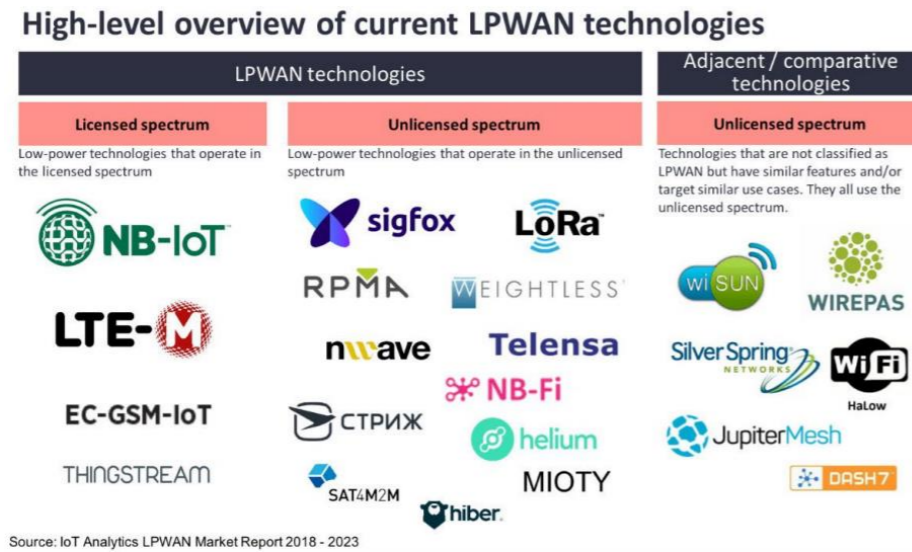 High-level overview of current LPWAN technologies
LPWAN technologies
Adjacent / comparative
technologies
Licensed spectrum
Unlicensed spectrum
Unlicensed spectrum
Low-power technologies that operate in
the licensed spectrum
Low-power technologies that operate in the unlicensed
spectrum
Technologies that are not classified as
LPWAN but have similar features and/or
target similar use cases. They all use the
unlicensed spectrum.
NB-IoT
LTE-M
EC-GSM-IoT
THINGSTREAM
sigfox
LoRa™
RPMA
WEIGHTLESS
nwave
Telensa
NB-Fi
СТРИЖ
helium
SAT4M2M
MIOTY
hiber.
wi SUN
WIREPAS
Silver Spring
NETWORKS
Wi Fi
HaLow
JupiterMesh
DASH7
Source: IoT Analytics LPWAN Market Report 2018 - 2023